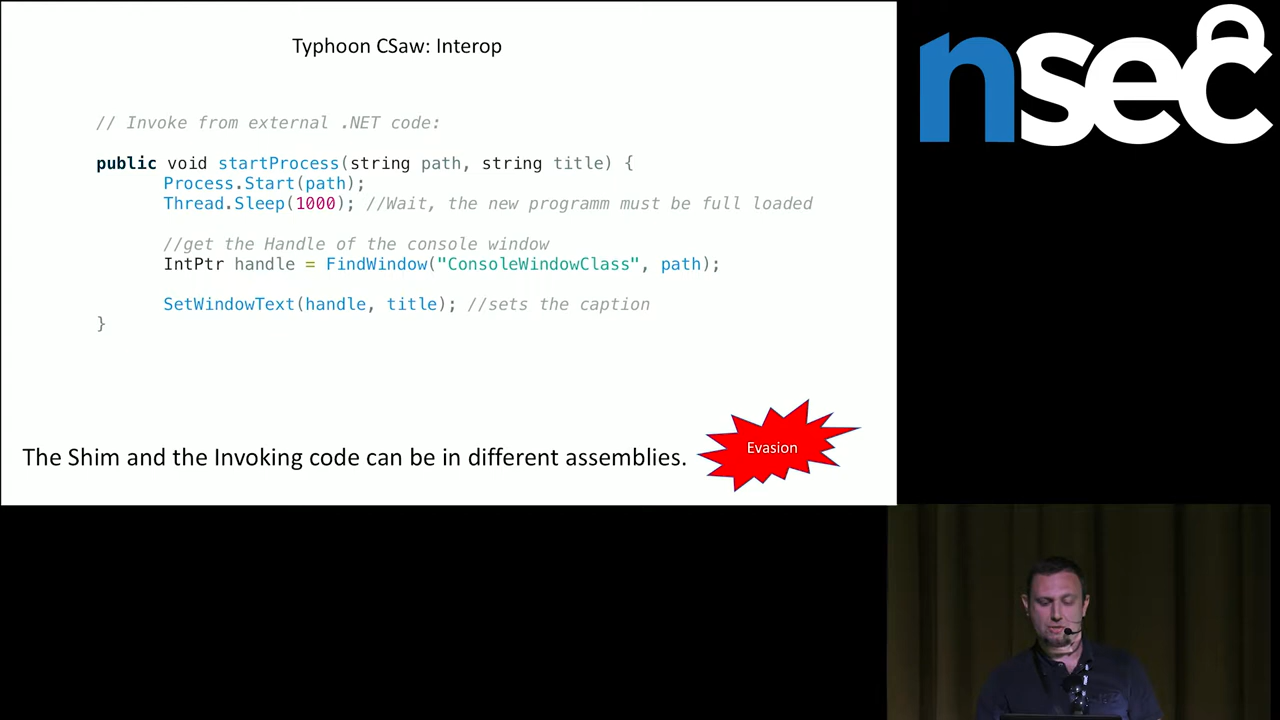 Typhoon CSaw: Interop
nsec
// Invoke from external .NET code:
public void startProcess(string path, string title) {
Process.Start(path);
Thread.Sleep(1000); //Wait, the new programm must be full loaded
//get the Handle of the console window
IntPtr handle = FindWindow("ConsoleWindowClass", path);
SetWindowText(handle, title); //sets the caption
}
The Shim and the Invoking code can be in different assemblies.
Evasion